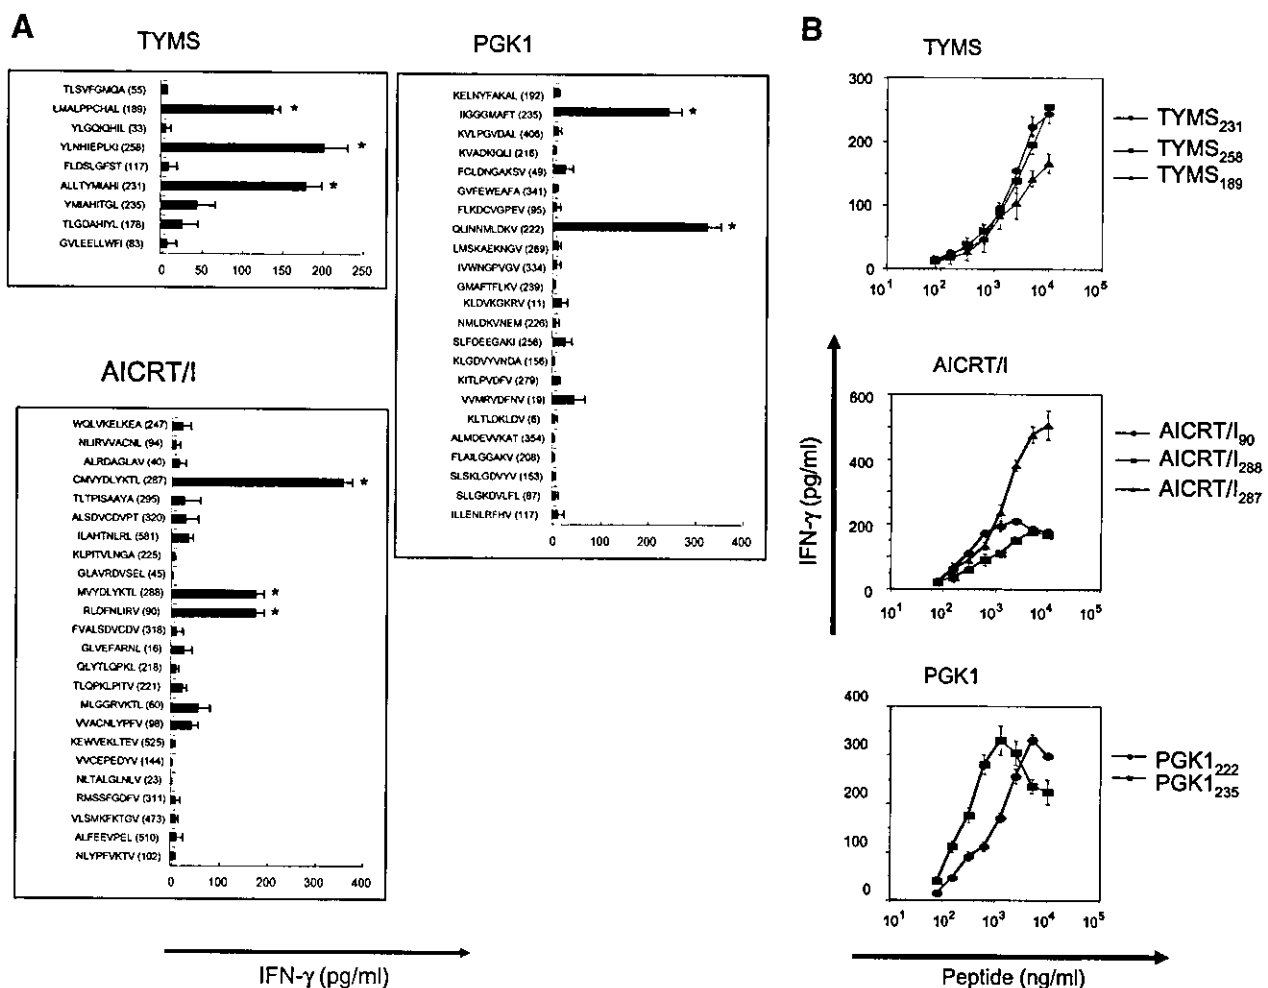 A
TYMS
TLSVFGMQA (55)
LMALPPCHAL (189)
YLGQIQHIL (33)
YLNHIEPLKI (258)
FLDSLGFST (117)
ALLTYMIAHI (231)
YMIAHITGL (235)
TLGDAHIYL (178)
GVLEELLWFI (83)
0 50 100 150 200 250
PGK1
KELNYFAKAL (192)
IIGGGMAFT (235)
KVLPGVDAL (406)
KVADKIQLI (216)
FCLDNGAKSV (49)
GVFEWEAFA (341)
FLKDCVGPEV (95)
QLINNMLDKV (222)
LMSKAEKNGV (269)
IVWNGPVGV (334)
GMAFTFLKV (239)
KLDVKGKRV (11)
NMLDKVNEM (226)
SLFDEEGAKI (256)
KLGDVYVNDA (156)
KITLPVDFV (279)
VVMRVDFNV (19)
KLTLDKLDV (6)
ALMDEVVKAT (354)
FLAILGGAKV (208)
SLSKLGDVYV (153)
SLLGKDVLFL (87)
ILLENLRFHV (117)
0 100 200 300 400
AICRT/I
WQLVKELKEA (247)
NLIRVVACNL (94)
ALRDAGLAV (40)
CMVYDLYKTL (287)
TLTPISAAYA (295)
ALSDVCDVPT (320)
ILAHTNLRL (581)
KLPITVLNGA (225)
GLAVRDVSEL (45)
MVYDLYKTL (288)
RLDFNLIRV (90)
FVALSDVCDV (318)
GLVEFARNL (16)
QLYTLQPKL (218)
TLQPKLPITV (221)
MLGGRVKTL (60)
VVACNLYPFV (98)
KEWVEKLTEV (525)
VVCEPEDYV (144)
NLTALGLNLV (23)
RMSSFGDFV (311)
VLSMKFKTGV (473)
ALFEEVPEL (510)
NLYPFVKTV (102)
0 100 200 300 400
IFN-γ (pg/ml)
B
TYMS
300
200
100
0
10¹ 10² 10³ 10⁴ 10⁵
TYMS₂₃₁
TYMS₂₅₈
TYMS₁₈₉
AICRT/I
600
400
200
0
10¹ 10² 10³ 10⁴ 10⁵
AICRT/I₉₀
AICRT/I₂₈₈
AICRT/I₂₈₇
IFN-γ (pg/ml)
PGK1
400
300
200
100
0
10¹ 10² 10³ 10⁴ 10⁵
PGK1₂₂₂
PGK1₂₃₅
Peptide (ng/ml)